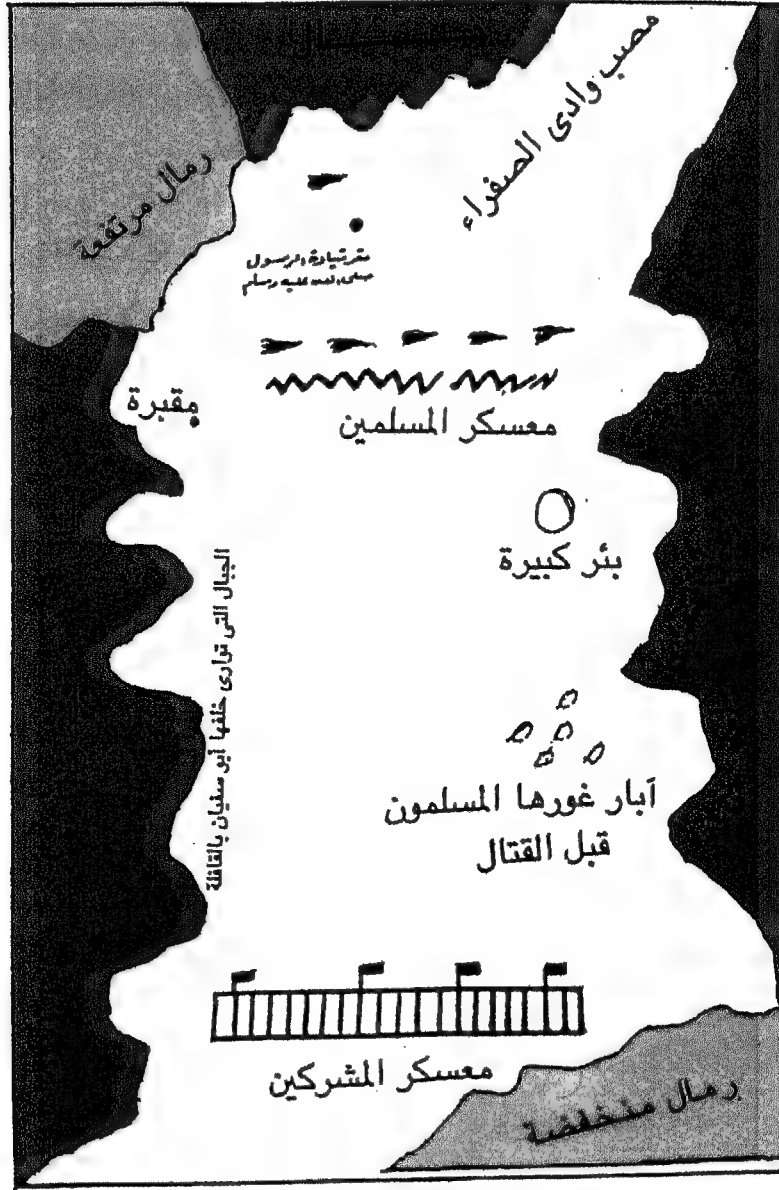 مصب وادى الصفراء
رمال مرتفعة
مقر قيادة الرسول
صلى الله عليه وسلم
مقبرة
معسكر المسلمين
بئر كبيرة
الجبال التى توارى خلفها أبو سفيان بالقافلة
آبار غورها المسلمون
قبل القتال
معسكر المشركين
رمال منخفضة